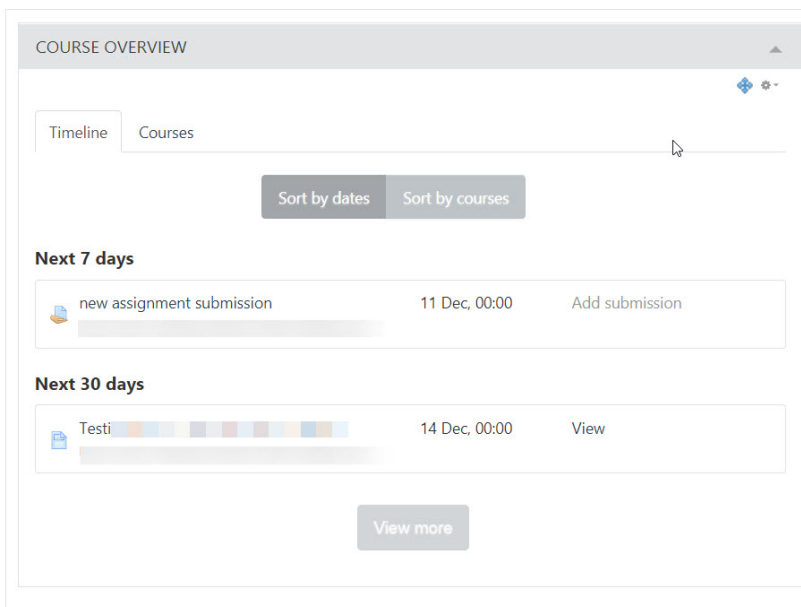 COURSE OVERVIEW
Timeline Courses
Sort by dates Sort by courses
Next 7 days
new assignment submission 11 Dec, 00:00 Add submission
Next 30 days
14 Dec, 00:00 View
View more